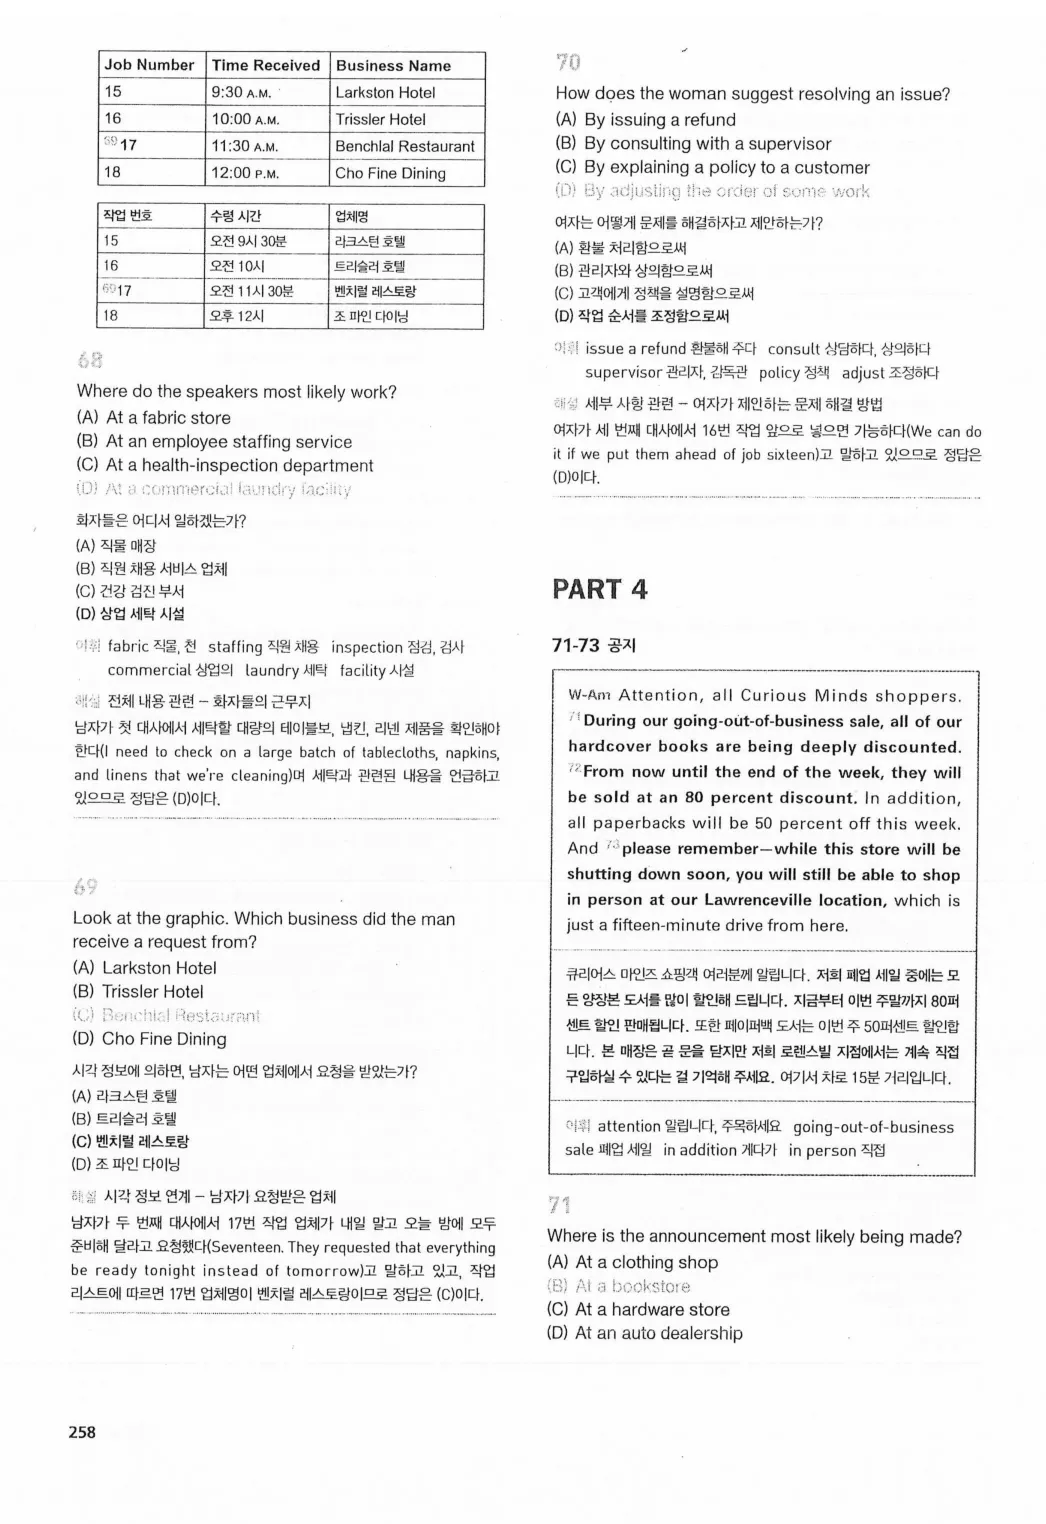 Job Number Time Received Business Name
15 9:30 A.M. Larkston Hotel
16 10:00 A.M. Trissler Hotel
69 17 11:30 A.M. Benchlal Restaurant
18 12:00 P.M. Cho Fine Dining
작업 번호 수령 시간 업체명
15 오전 9시 30분 라크스턴 호텔
16 오전 10시 트리슬러 호텔
69 17 오전 11시 30분 벤치럴 레스토랑
18 오후 12시 조 파인 다이닝
68
Where do the speakers most likely work?
(A) At a fabric store
(B) At an employee staffing service
(C) At a health-inspection department
(D) At a commercial laundry facility
화자들은 어디서 일하겠는가?
(A) 직물 매장
(B) 직원 채용 서비스 업체
(C) 건강 검진 부서
(D) 상업 세탁 시설
어휘 fabric 직물, 천 staffing 직원 채용 inspection 점검, 검사
commercial 상업의 laundry 세탁 facility 시설
해설 전체 내용 관련 – 화자들의 근무지
남자가 첫 대사에서 세탁할 대량의 테이블보, 냅킨, 리넨 제품을 확인해야
한다(I need to check on a large batch of tablecloths, napkins,
and linens that we're cleaning)며 세탁과 관련된 내용을 언급하고
있으므로 정답은 (D)이다.
69
Look at the graphic. Which business did the man
receive a request from?
(A) Larkston Hotel
(B) Trissler Hotel
(C) Benchlal Restaurant
(D) Cho Fine Dining
시각 정보에 의하면, 남자는 어떤 업체에서 요청을 받았는가?
(A) 라크스턴 호텔
(B) 트리슬러 호텔
(C) 벤치럴 레스토랑
(D) 조 파인 다이닝
해설 시각 정보 연계 – 남자가 요청받은 업체
남자가 두 번째 대사에서 17번 작업 업체가 내일 말고 오늘 밤에 모두
준비해 달라고 요청했다(Seventeen. They requested that everything
be ready tonight instead of tomorrow)고 말하고 있고, 작업
리스트에 따르면 17번 업체명이 벤치럴 레스토랑이므로 정답은 (C)이다.
258
70
How does the woman suggest resolving an issue?
(A) By issuing a refund
(B) By consulting with a supervisor
(C) By explaining a policy to a customer
(D) By adjusting the order of some work
여자는 어떻게 문제를 해결하자고 제안하는가?
(A) 환불 처리함으로써
(B) 관리자와 상의함으로써
(C) 고객에게 정책을 설명함으로써
(D) 작업 순서를 조정함으로써
어휘 issue a refund 환불해 주다 consult 상담하다, 상의하다
supervisor 관리자, 감독관 policy 정책 adjust 조정하다
해설 세부 사항 관련 – 여자가 제안하는 문제 해결 방법
여자가 세 번째 대사에서 16번 작업 앞으로 넣으면 가능하다(We can do
it if we put them ahead of job sixteen)고 말하고 있으므로 정답은
(D)이다.
PART 4
71-73 공지
W-Am Attention, all Curious Minds shoppers.
71 During our going-out-of-business sale, all of our
hardcover books are being deeply discounted.
72 From now until the end of the week, they will
be sold at an 80 percent discount. In addition,
all paperbacks will be 50 percent off this week.
And 73 please remember—while this store will be
shutting down soon, you will still be able to shop
in person at our Lawrenceville location, which is
just a fifteen-minute drive from here.
큐리어스 마인즈 쇼핑객 여러분께 알립니다. 저희 폐업 세일 중에는 모
든 양장본 도서를 많이 할인해 드립니다. 지금부터 이번 주말까지 80퍼
센트 할인 판매됩니다. 또한 페이퍼백 도서는 이번 주 50퍼센트 할인합
니다. 본 매장은 곧 문을 닫지만 저희 로렌스빌 지점에서는 계속 직접
구입하실 수 있다는 걸 기억해 주세요. 여기서 차로 15분 거리입니다.
어휘 attention 알립니다, 주목하세요 going-out-of-business
sale 폐업 세일 in addition 게다가 in person 직접
71
Where is the announcement most likely being made?
(A) At a clothing shop
(B) At a bookstore
(C) At a hardware store
(D) At an auto dealership